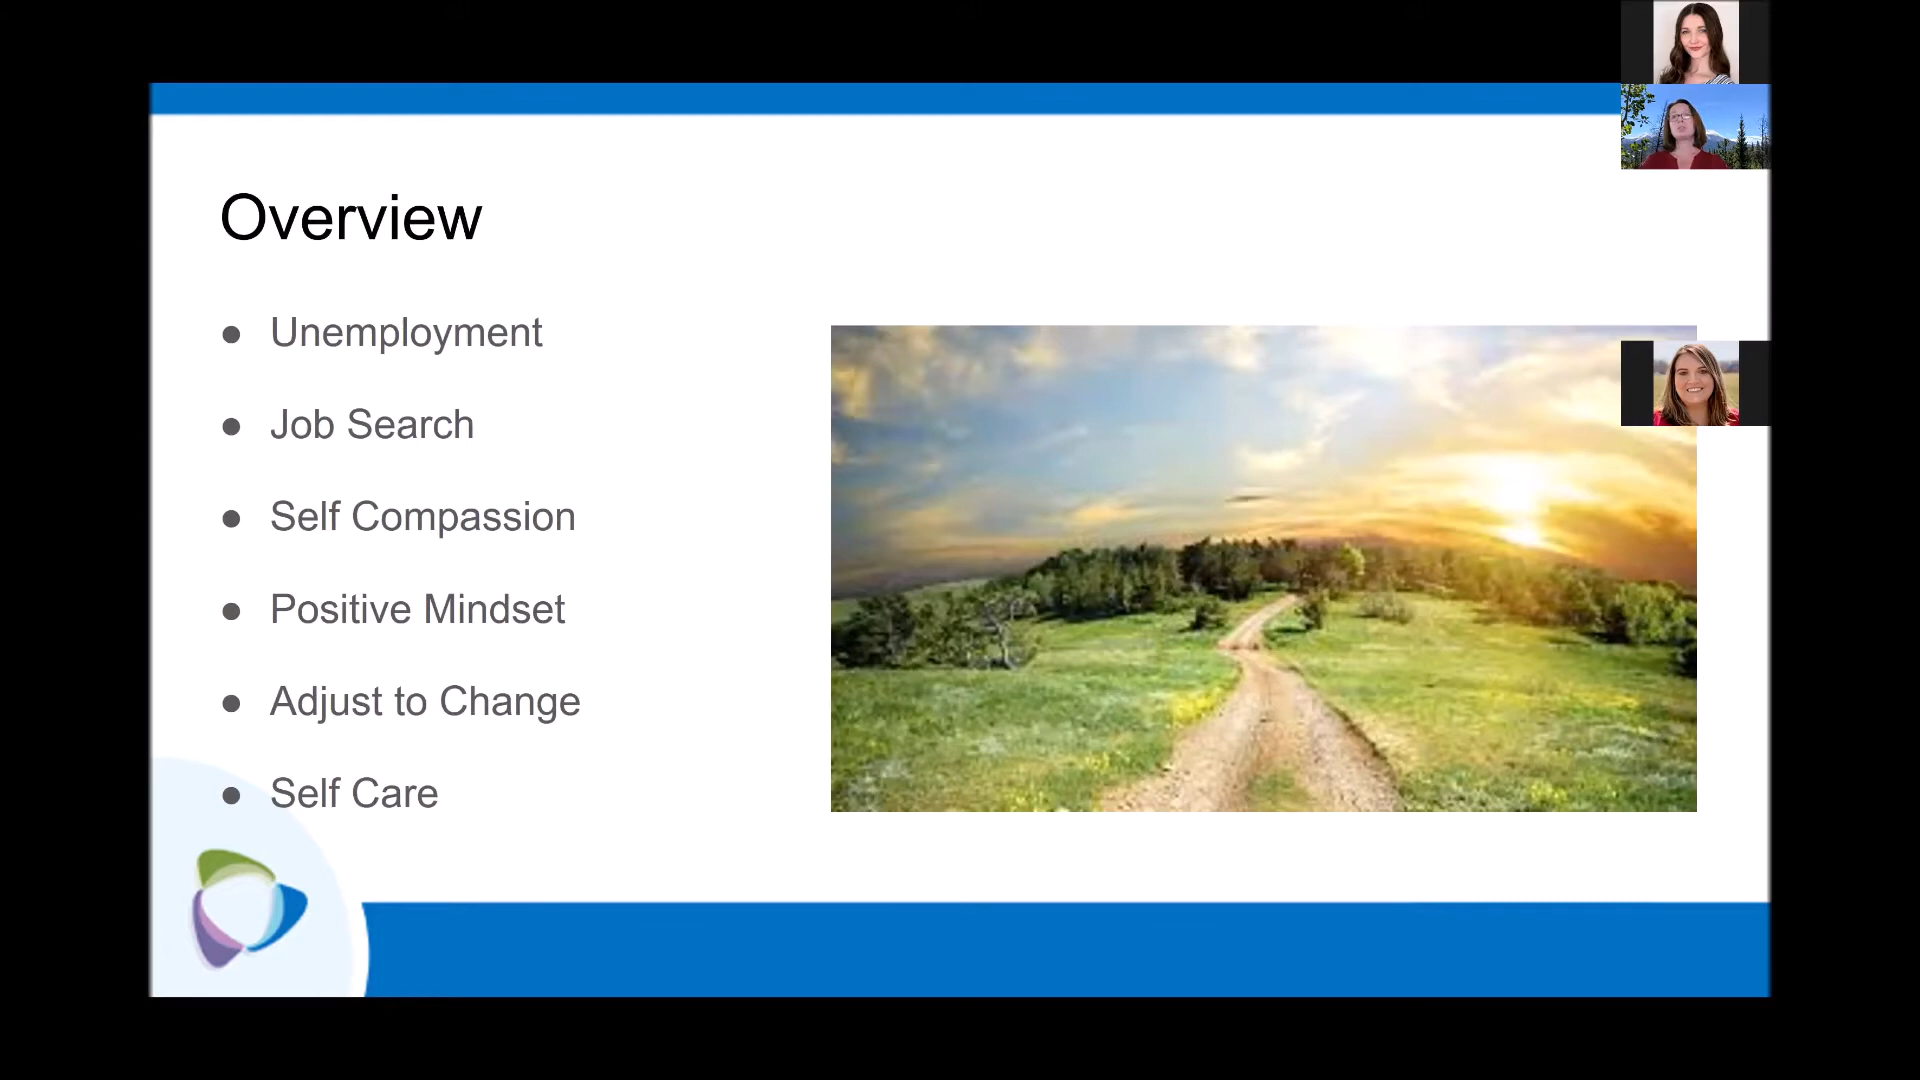 Overview
● Unemployment
● Job Search
● Self Compassion
● Positive Mindset
● Adjust to Change
● Self Care